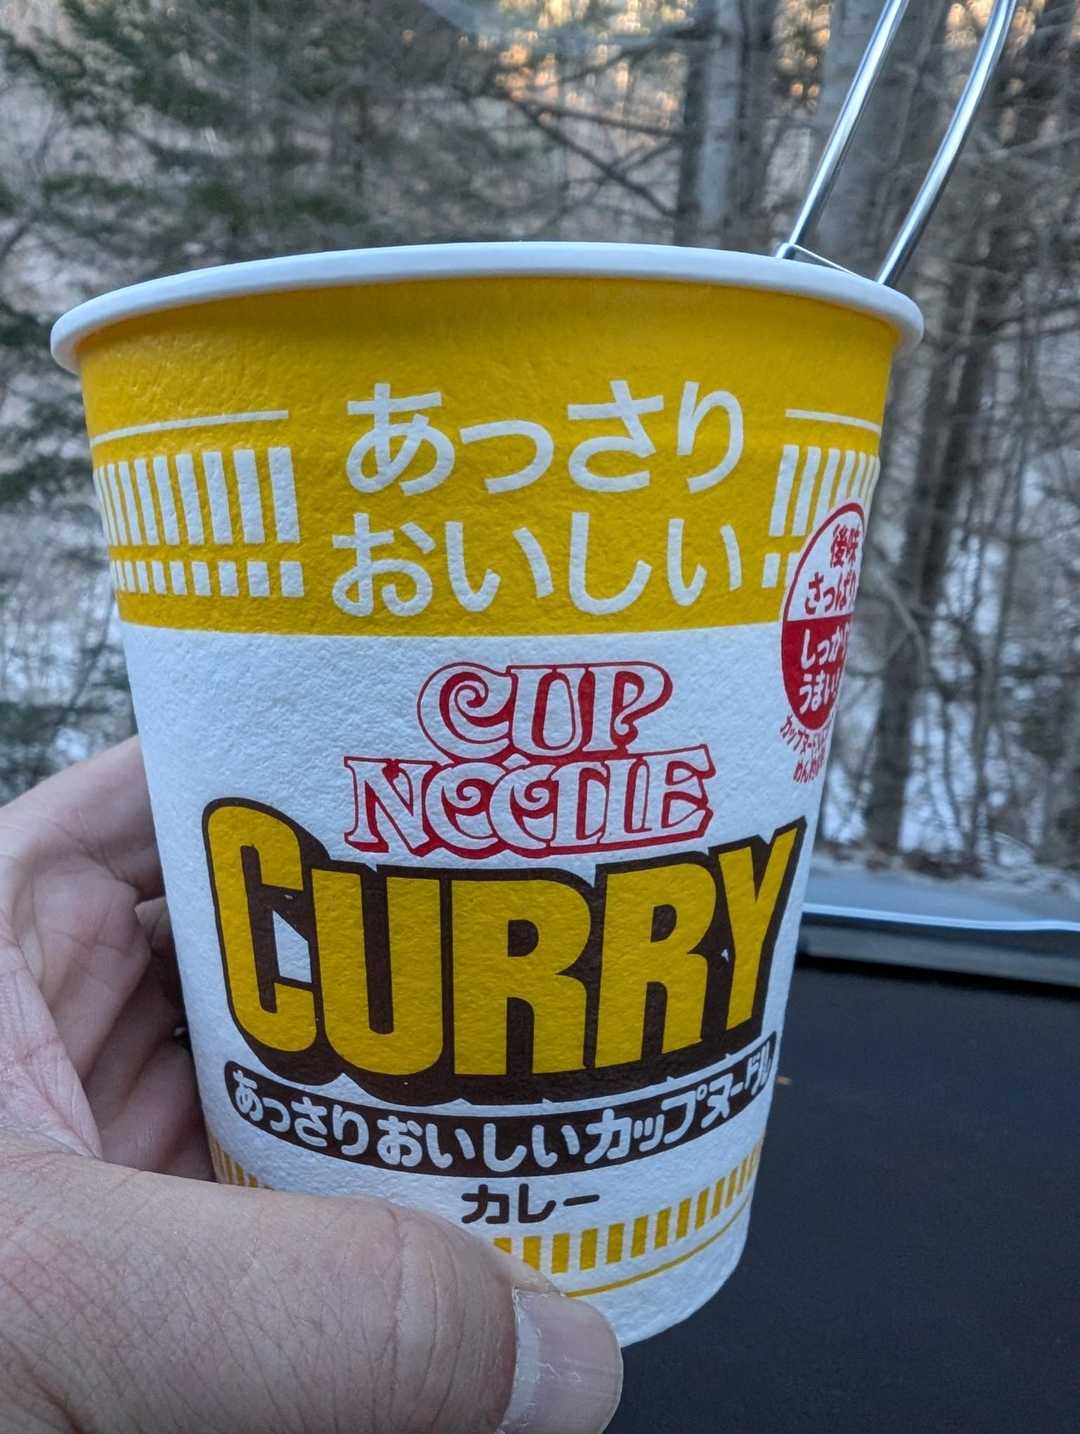 あっさり
おいしい
後味
さっぱり
しっかり
うまい!
CUP
NOODLE
CURRY
あっさりおいしいカップヌードル
カレー